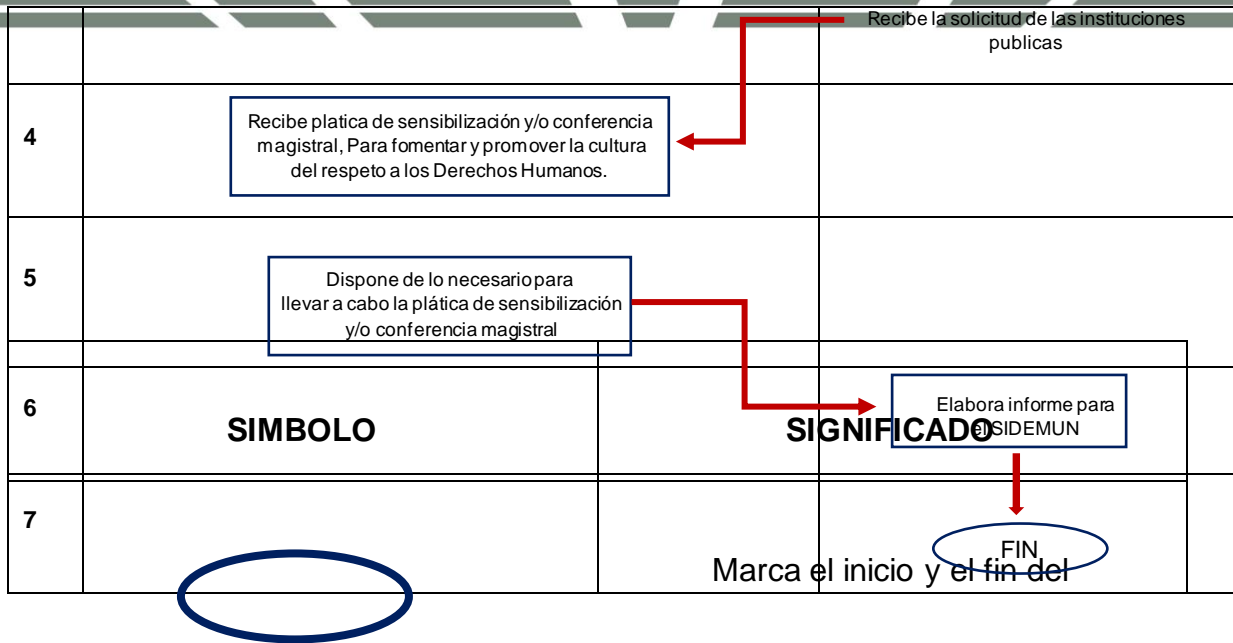 Recibe la solicitud de las instituciones
publicas
4
Recibe platica de sensibilización y/o conferencia
magistral, Para fomentar y promover la cultura
del respeto a los Derechos Humanos.
5
Dispone de lo necesario para
llevar a cabo la plática de sensibilización
y/o conferencia magistral
6
Elabora informe para
el SIDEMUN
SIMBOLO
SIGNIFICADO
7
FIN
Marca el inicio y el fin del